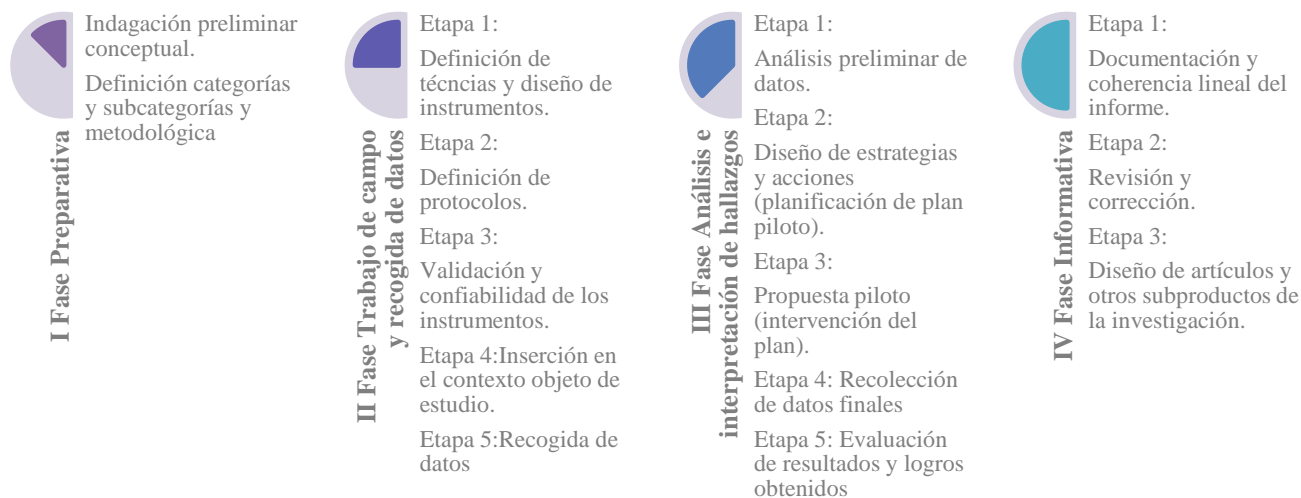 I Fase Preparativa
Indagación preliminar
conceptual.
Definición categorías
y subcategorías y
metodológica
II Fase Trabajo de campo
y recogida de datos
Etapa 1:
Definición de
técncias y diseño de
instrumentos.
Etapa 2:
Definición de
protocolos.
Etapa 3:
Validación y
confiabilidad de los
instrumentos.
Etapa 4:Inserción en
el contexto objeto de
estudio.
Etapa 5:Recogida de
datos
III Fase Análisis e
interpretación de hallazgos
Etapa 1:
Análisis preliminar de
datos.
Etapa 2:
Diseño de estrategias
y acciones
(planificación de plan
piloto).
Etapa 3:
Propuesta piloto
(intervención del
plan).
Etapa 4: Recolección
de datos finales
Etapa 5: Evaluación
de resultados y logros
obtenidos
IV Fase Informativa
Etapa 1:
Documentación y
coherencia lineal del
informe.
Etapa 2:
Revisión y
corrección.
Etapa 3:
Diseño de artículos y
otros subproductos de
la investigación.